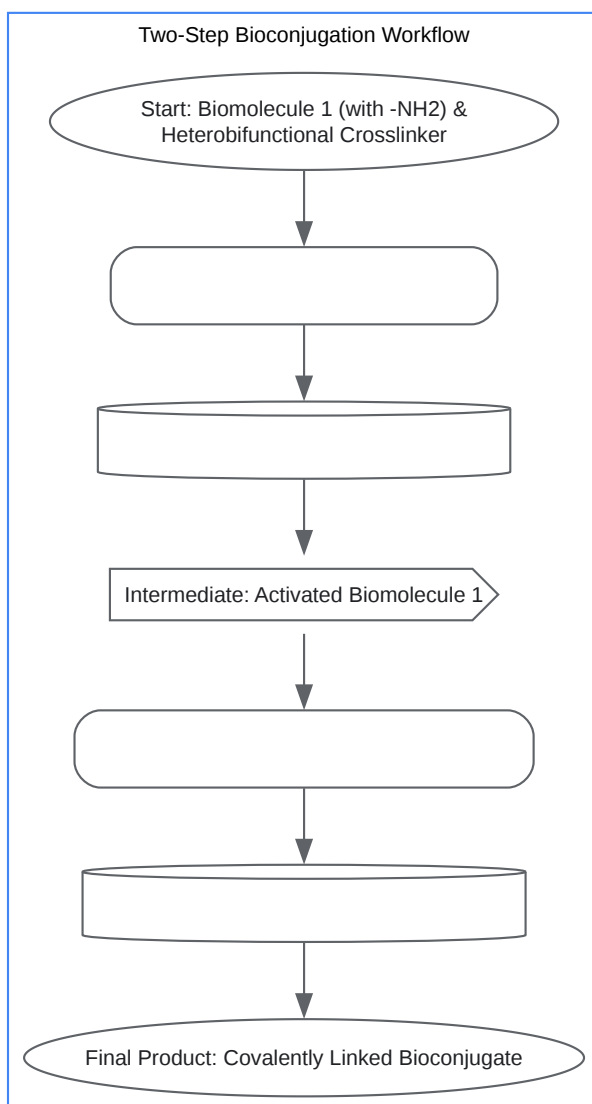 Two-Step Bioconjugation Workflow
Start: Biomolecule 1 (with -NH2) &
Heterobifunctional Crosslinker
Intermediate: Activated Biomolecule 1
Final Product: Covalently Linked Bioconjugate